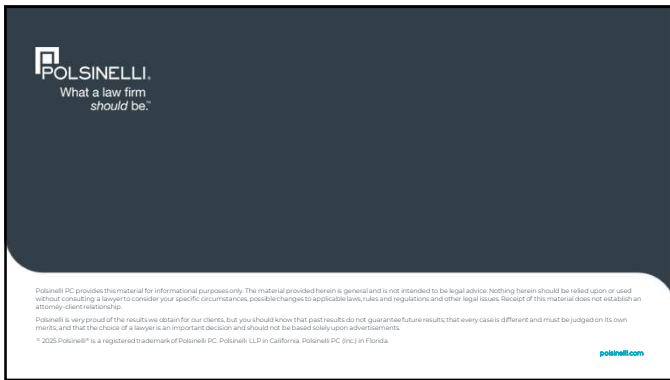 POLSINELLI®
What a law firm
should be.™
Polsinelli PC provides this material for informational purposes only. The material provided herein is general and is not intended to be legal advice. Nothing herein should be relied upon or used
without consulting a lawyer to consider your specific circumstances, possible changes to applicable laws, rules and regulations and other legal issues. Receipt of this material does not establish an
attorney-client relationship.
Polsinelli is very proud of the results we obtain for our clients, but you should know that past results do not guarantee future results; that every case is different and must be judged on its own
merits; and that the choice of a lawyer is an important decision and should not be based solely upon advertisements.
© 2025 Polsinelli® is a registered trademark of Polsinelli PC. Polsinelli LLP in California. Polsinelli PC (Inc.) in Florida.
polsinelli.com